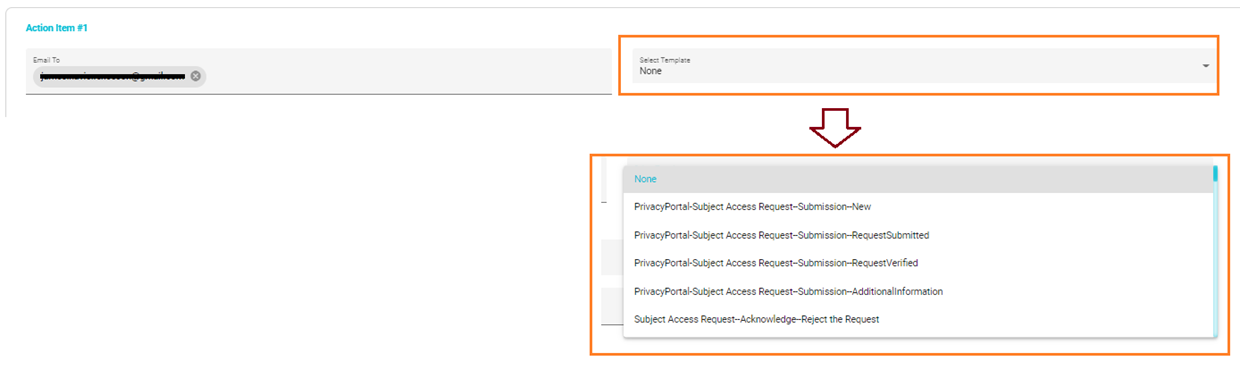 Action Item #1
Email To
Select Template
None
@gmail.com
None
PrivacyPortal-Subject Access Request--Submission--New
PrivacyPortal-Subject Access Request--Submission--RequestSubmitted
PrivacyPortal-Subject Access Request--Submission--RequestVerified
PrivacyPortal-Subject Access Request--Submission--AdditionalInformation
Subject Access Request--Acknowledge--Reject the Request